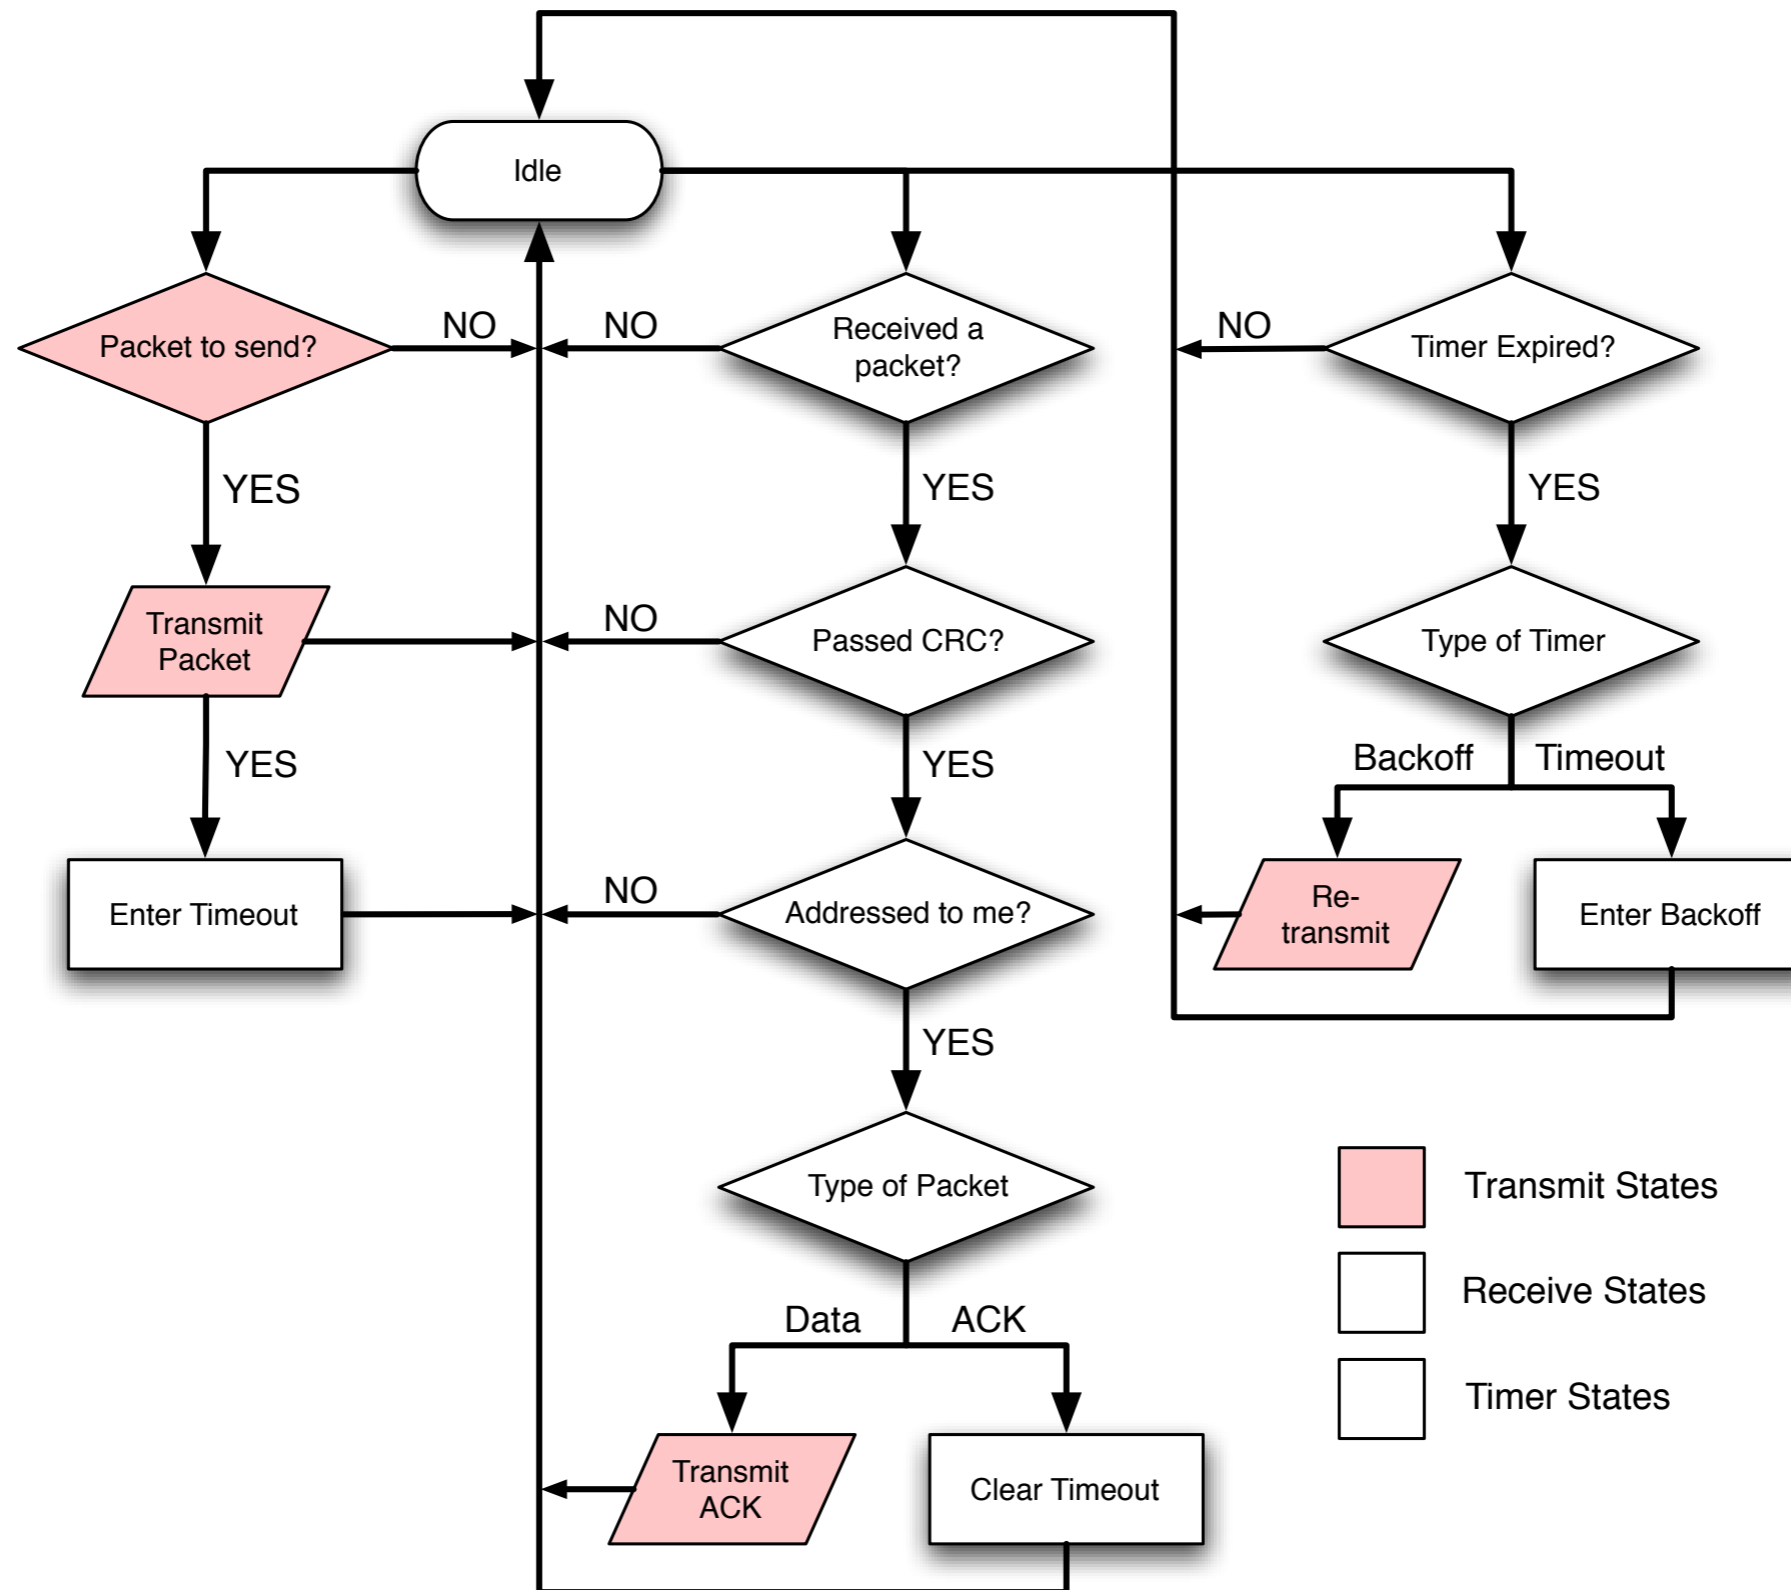 Idle
Packet to send?
NO
NO
Received a
packet?
NO
Timer Expired?
YES
YES
YES
Transmit
Packet
NO
Passed CRC?
Type of Timer
YES
YES
Backoff
Timeout
Enter Timeout
NO
Addressed to me?
Re-
transmit
Enter Backoff
YES
Type of Packet
Transmit States
Receive States
Timer States
Data
ACK
Transmit
ACK
Clear Timeout